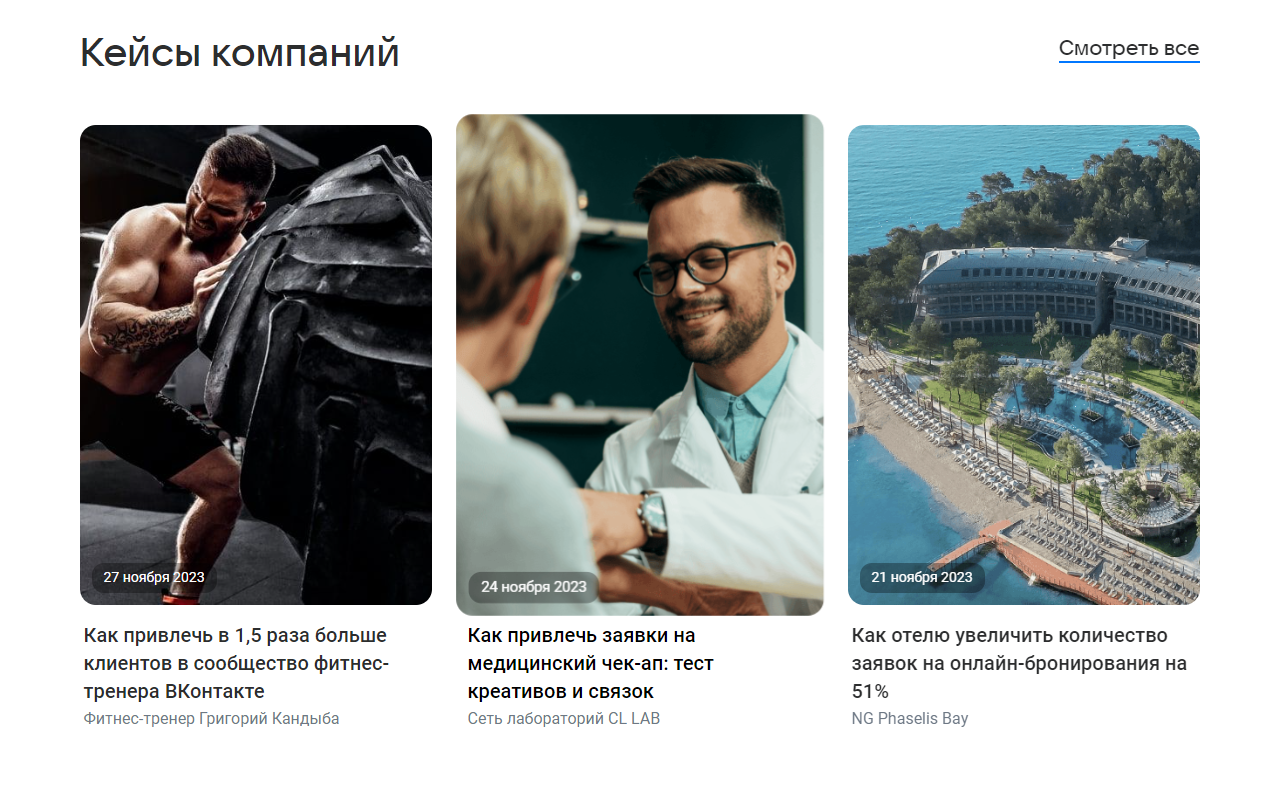 Кейсы компаний
Смотреть все
27 ноября 2023
24 ноября 2023
21 ноября 2023
Как привлечь в 1,5 раза больше
клиентов в сообщество фитнес-
тренера ВКонтакте
Фитнес-тренер Григорий Кандыба
Как привлечь заявки на
медицинский чек-ап: тест
креативов и связок
Сеть лабораторий CL LAB
Как отелю увеличить количество
заявок на онлайн-бронирования на
51%
NG Phaselis Bay